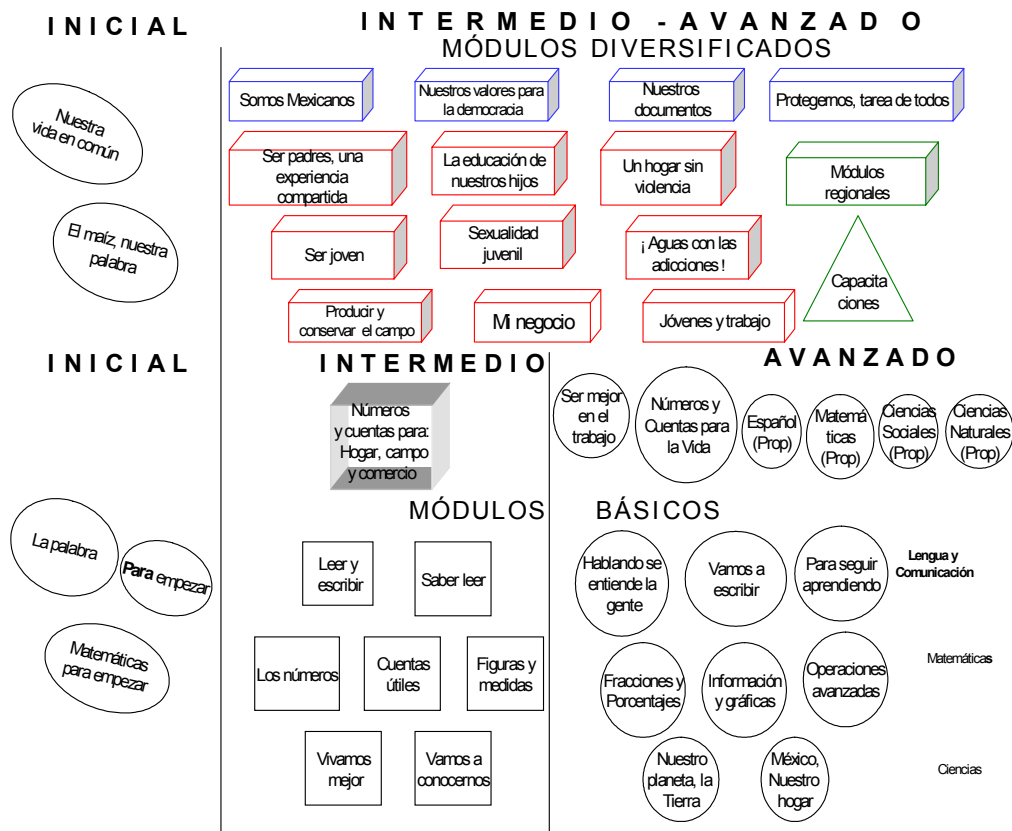 INICIAL
INTERMEDIO - AVANZADO
MÓDULOS DIVERSIFICADOS
Nuestra
vida en común
El maíz, nuestra
palabra
Somos Mexicanos
Nuestros valores para
la democracia
Nuestros
documentos
Protegernos, tarea de todos
Ser padres, una
experiencia
compartida
La educación de
nuestros hijos
Un hogar sin
violencia
Módulos
regionales
Ser joven
Sexualidad
juvenil
¡ Aguas con las
adicciones !
Capacita
ciones
Producir y
conservar el campo
Mi negocio
Jóvenes y trabajo
INICIAL
INTERMEDIO
AVANZADO
Números
y cuentas para:
Hogar, campo
y comercio
Ser mejor
en el
trabajo
Números y
Cuentas para
la Vida
Español
(Prop)
Matemá
ticas
(Prop)
Ciencias
Sociales
(Prop)
Ciencias
Naturales
(Prop)
MÓDULOS BÁSICOS
La palabra
Para empezar
Matemáticas
para empezar
Leer y
escribir
Saber leer
Hablando se
entiende la
gente
Vamos a
escribir
Para seguir
aprendiendo
Lengua y
Comunicación
Los números
Cuentas
útiles
Figuras y
medidas
Fracciones y
Porcentajes
Información
y gráficas
Operaciones
avanzadas
Matemáticas
Vivamos
mejor
Vamos a
conocernos
Nuestro
planeta, la
Tierra
México,
Nuestro
hogar
Ciencias